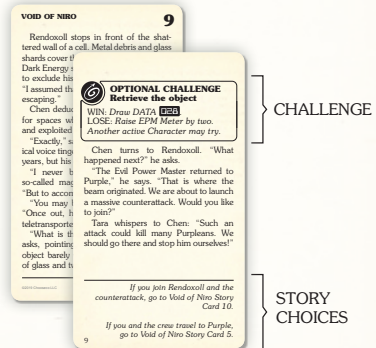 VOID OF NIRO 9
Rendoxoll stops in front of the shat-
tered wall of a cell. Metal debris and glass
shards cover t
Dark Energy s
to exclude his
"I assumed th
escaping."
Chen deduc
for spaces w
and exploited
"Exactly," s
ical voice ting
years, but his
"I never b
so-called mag
"But to accom
"You may
"Once out, h
teletransporte
"What is th
asks, pointing
object barely
of glass and tw
OPTIONAL CHALLENGE
Retrieve the object
WIN: Draw DATA 028.
LOSE: Raise EPM Meter by two.
Another active Character may try.
Chen turns to Rendoxoll. "What
happened next?" he asks.
"The Evil Power Master returned to
Purple," he says. "That is where the
beam originated. We are about to launch
a massive counterattack. Would you like
to join?"
Tara whispers to Chen: "Such an
attack could kill many Purpleans. We
should go there and stop him ourselves!"
If you join Rendoxoll and the
counterattack, go to Void of Niro Story
Card 10.
If you and the crew travel to Purple,
go to Void of Niro Story Card 5.
9
CHALLENGE
STORY
CHOICES